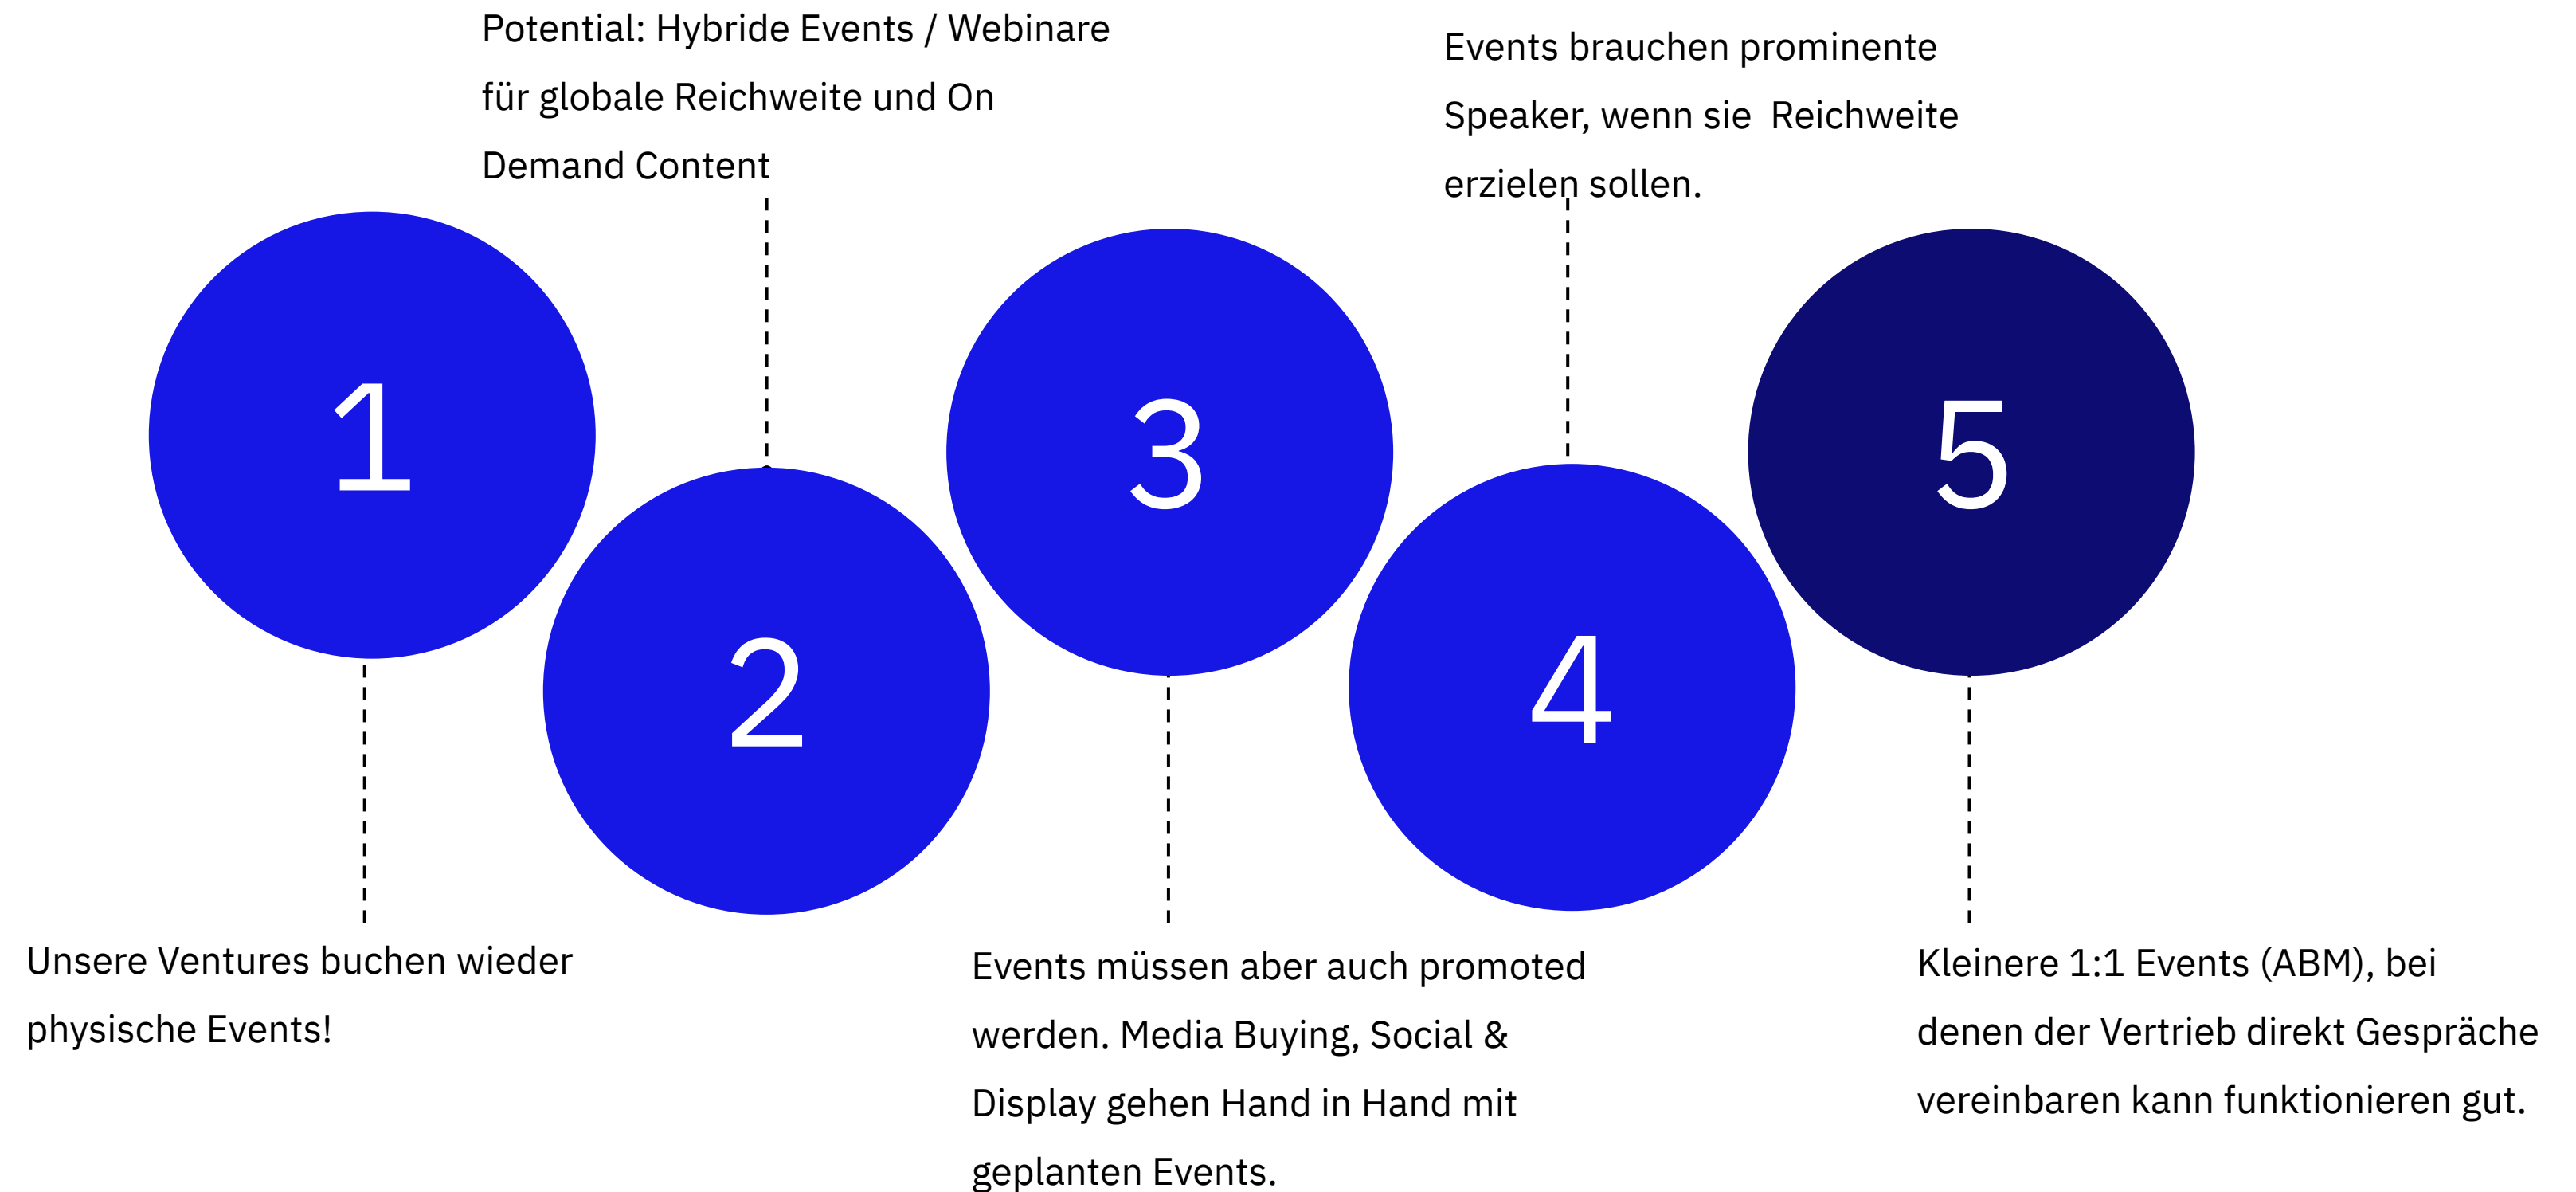 1
Unsere Ventures buchen wieder
physische Events!
2
Potential: Hybride Events / Webinare
für globale Reichweite und On
Demand Content
3
Events müssen aber auch promoted
werden. Media Buying, Social &
Display gehen Hand in Hand mit
geplanten Events.
4
Events brauchen prominente
Speaker, wenn sie  Reichweite
erzielen sollen.
5
Kleinere 1:1 Events (ABM), bei
denen der Vertrieb direkt Gespräche
vereinbaren kann funktionieren gut.